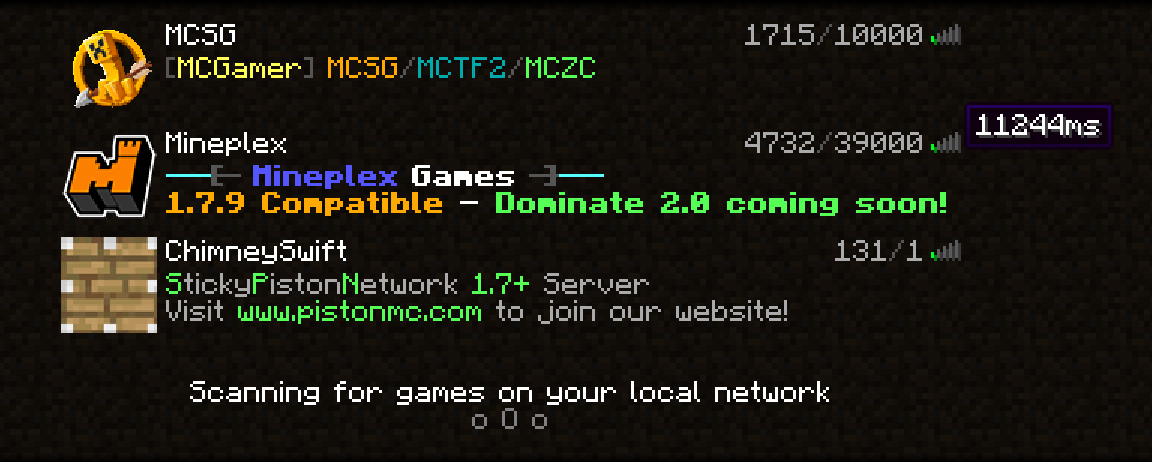 MCSG 1715/10000
[MCGamer] MCSG/MCTF2/MCZC
11244ms
Mineplex 4732/39000
Mineplex Games
1.7.9 Compatible - Dominate 2.0 coming soon!
ChimneySwift 131/1
StickyPistonNetwork 1.7+ Server
Visit www.pistonmc.com to join our website!
Scanning for games on your local network
o O o